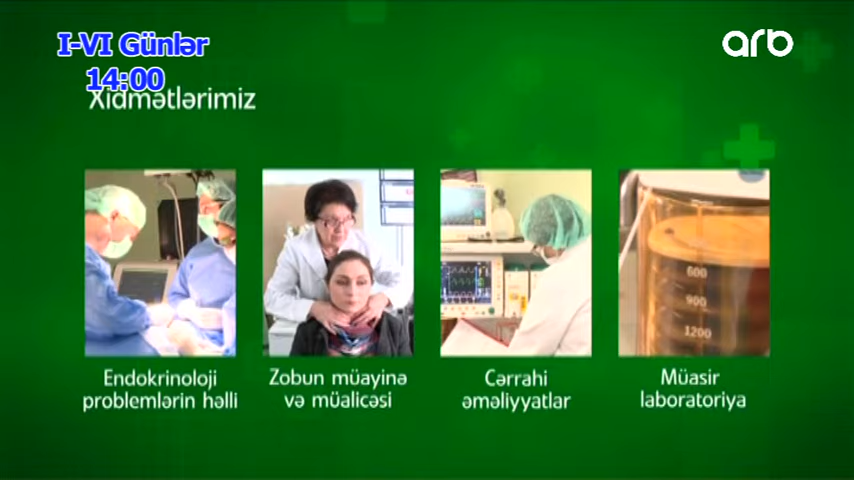 I-VI Günlər
14:00
arb
Xidmətlərimiz
600
900
1200
Endokrinoloji
problemlərin həlli
Zobun müayinə
və müalicəsi
Cərrahi
əməliyyatlar
Müasir
laboratoriya